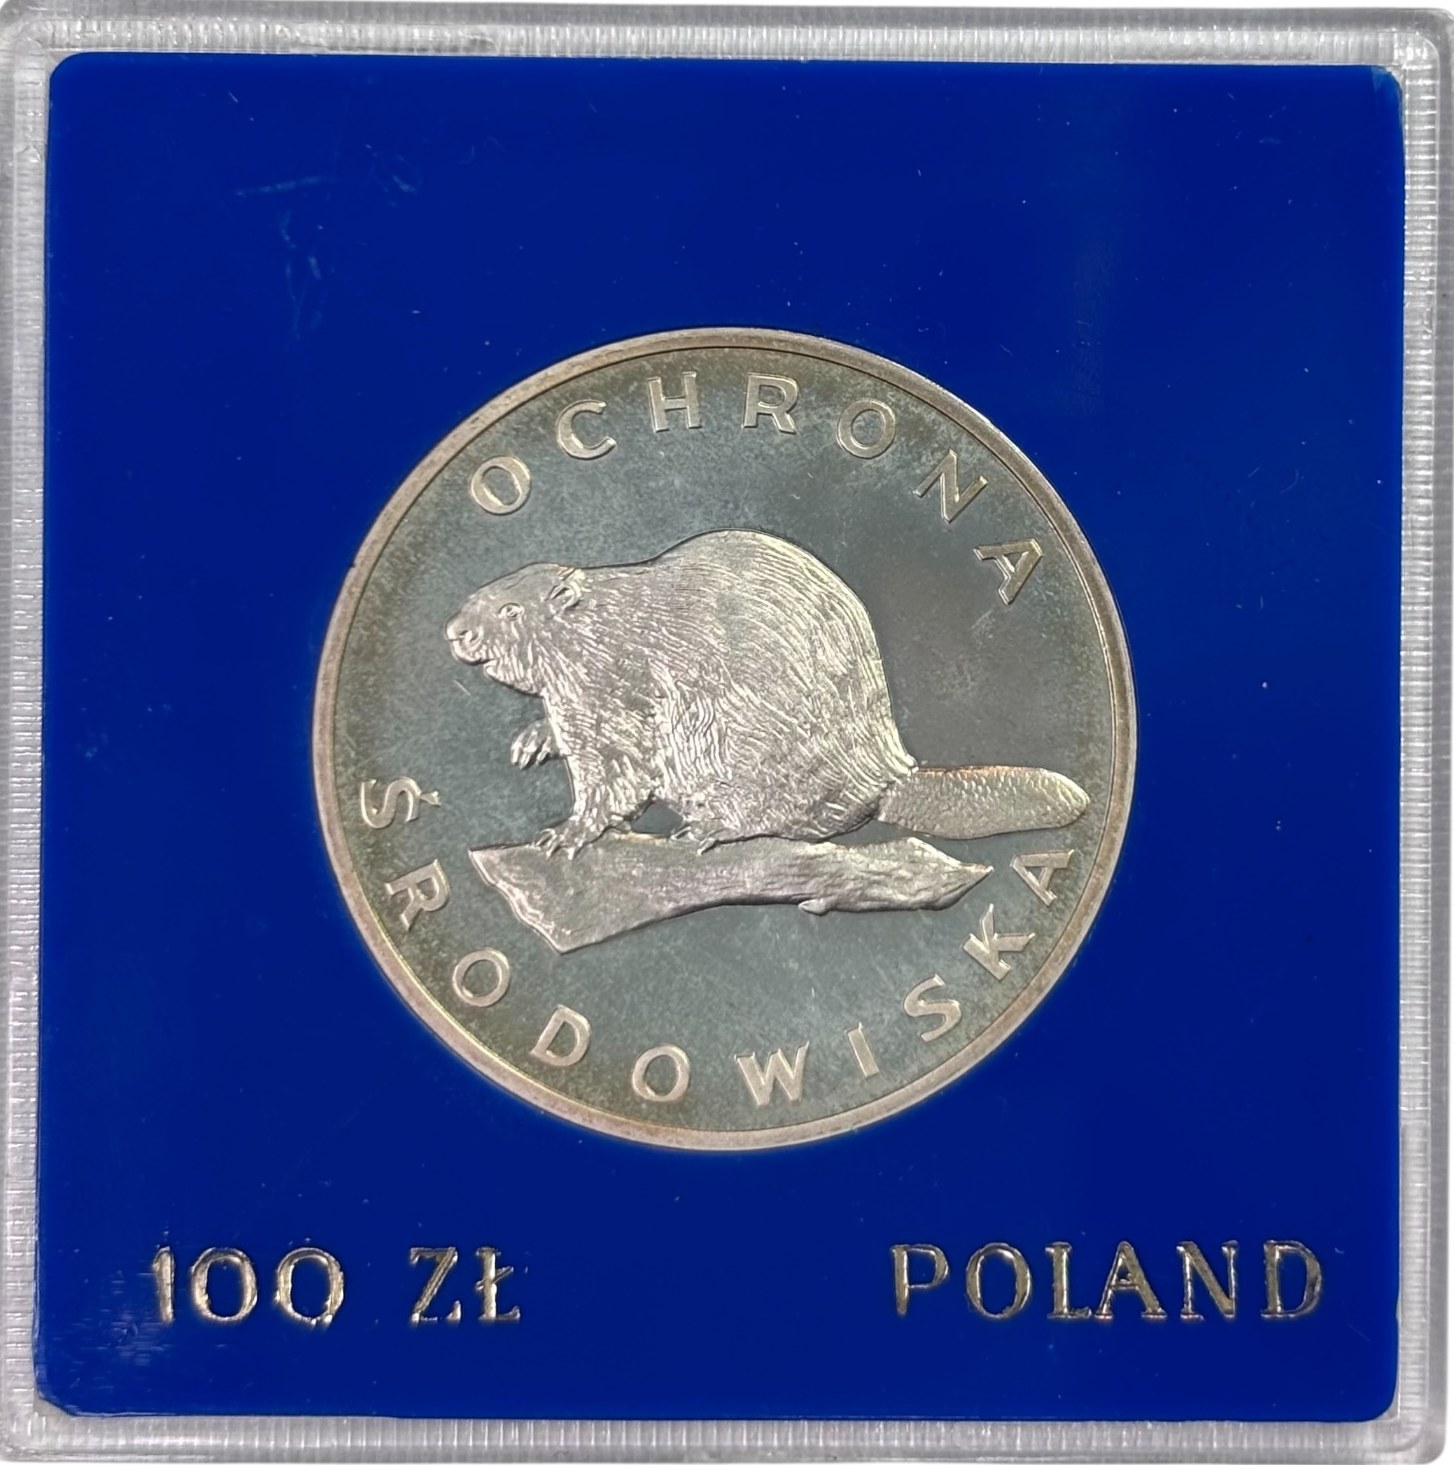 OCHRONA
ŚRODOWISKA
100 ZŁ
POLAND